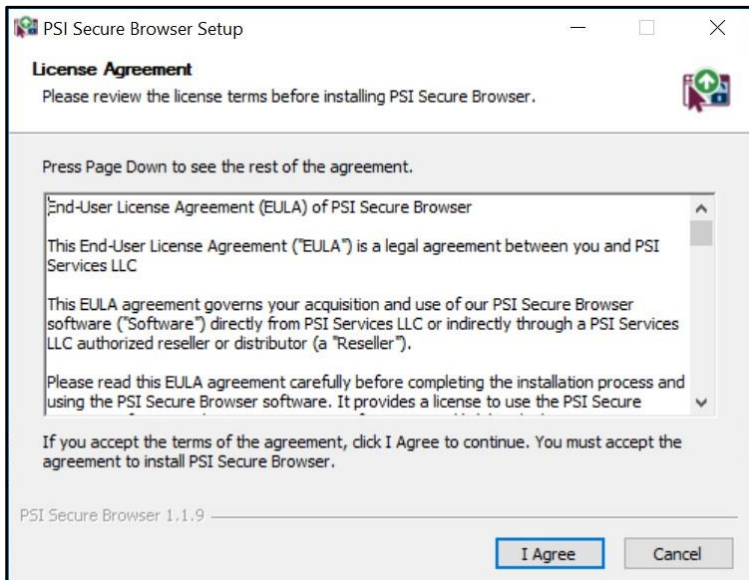 PSI Secure Browser Setup
License Agreement
Please review the license terms before installing PSI Secure Browser.
Press Page Down to see the rest of the agreement.
End-User License Agreement (EULA) of PSI Secure Browser
This End-User License Agreement ("EULA") is a legal agreement between you and PSI
Services LLC
This EULA agreement governs your acquisition and use of our PSI Secure Browser
software ("Software") directly from PSI Services LLC or indirectly through a PSI Services
LLC authorized reseller or distributor (a "Reseller").
Please read this EULA agreement carefully before completing the installation process and
using the PSI Secure Browser software. It provides a license to use the PSI Secure
If you accept the terms of the agreement, click I Agree to continue. You must accept the
agreement to install PSI Secure Browser.
PSI Secure Browser 1.1.9
I Agree
Cancel